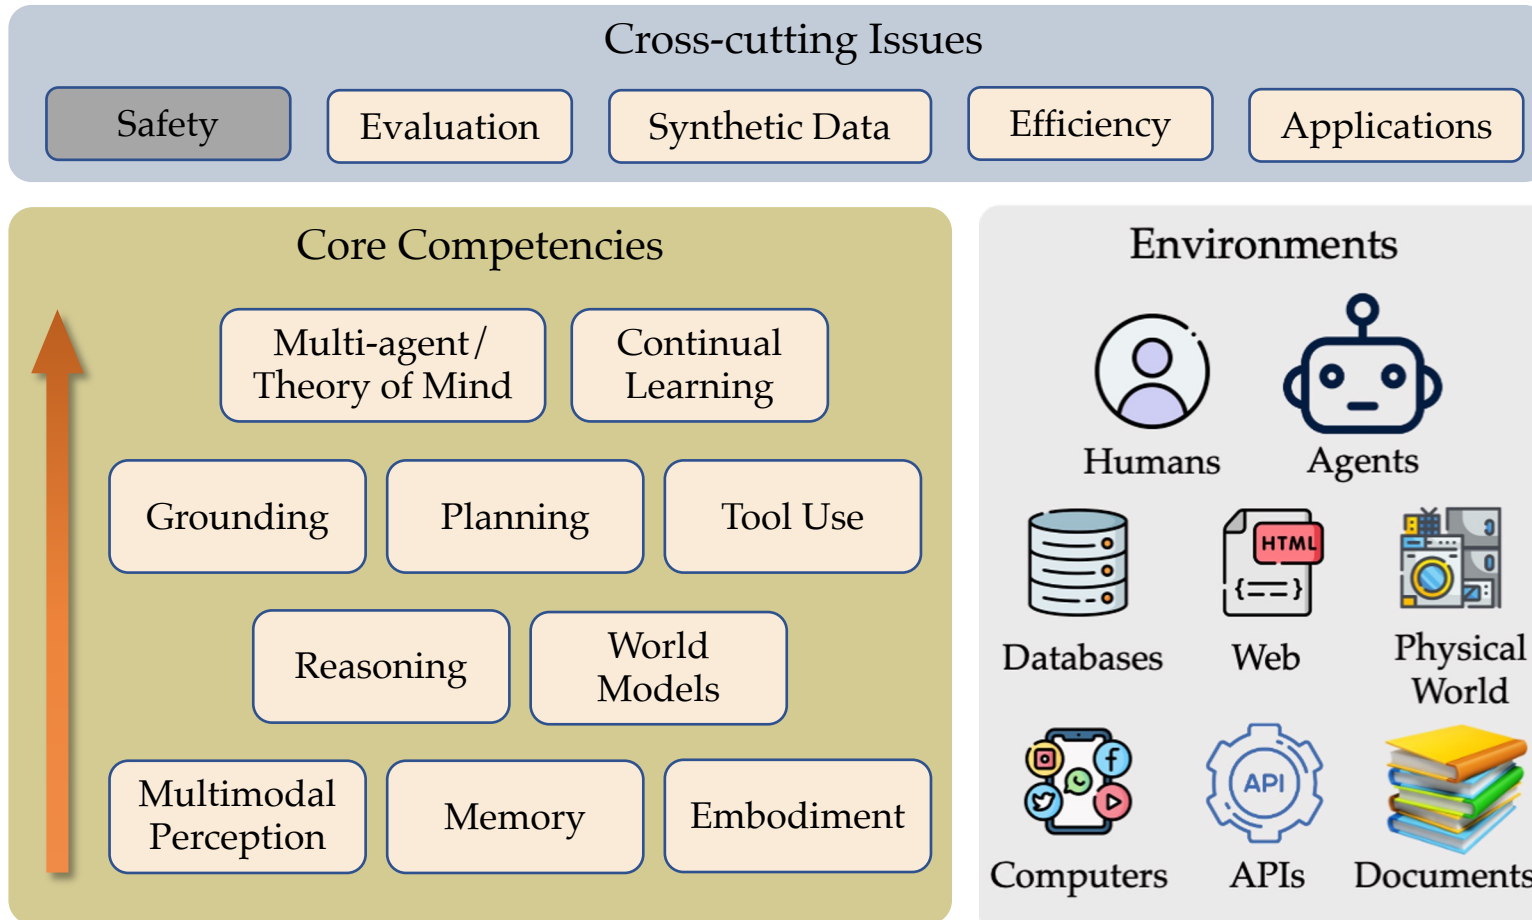 Cross-cutting Issues
Safety
Evaluation
Synthetic Data
Efficiency
Applications
Core Competencies
Multi-agent/
Theory of Mind
Continual
Learning
Grounding
Planning
Tool Use
Reasoning
World
Models
Multimodal
Perception
Memory
Embodiment
Environments
Humans
Agents
HTML
{==}
Databases
Web
Physical
World
API
Computers
APIs
Documents